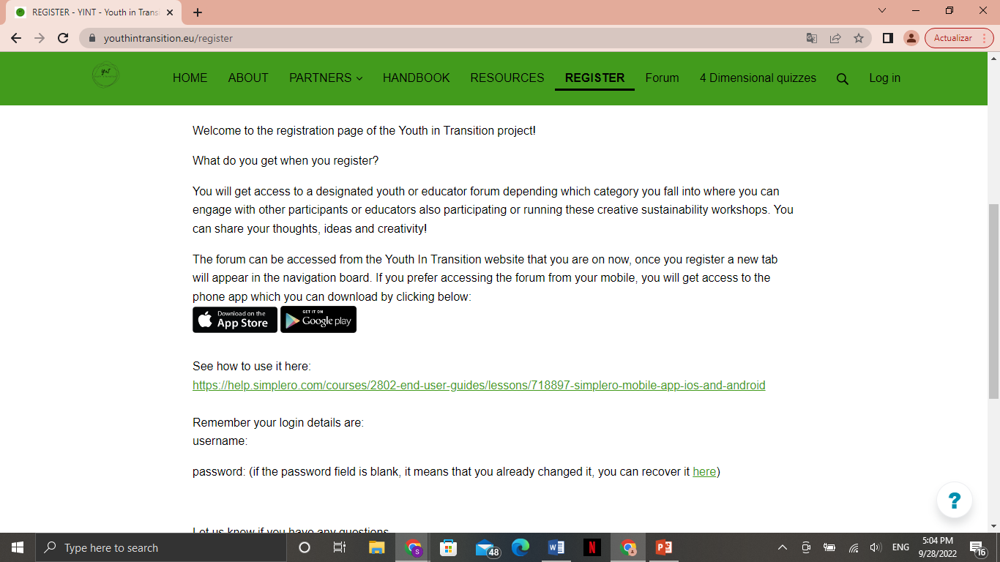 REGISTER - YINT - Youth in Trans
youthintransition.eu/register
Actualizar
YinT
HOME ABOUT PARTNERS HANDBOOK RESOURCES REGISTER Forum 4 Dimensional quizzes Log in
Welcome to the registration page of the Youth in Transition project!
What do you get when you register?
You will get access to a designated youth or educator forum depending which category you fall into where you can
engage with other participants or educators also participating or running these creative sustainability workshops. You
can share your thoughts, ideas and creativity!
The forum can be accessed from the Youth In Transition website that you are on now, once you register a new tab
will appear in the navigation board. If you prefer accessing the forum from your mobile, you will get access to the
phone app which you can download by clicking below:
Download on the
App Store
GET IT ON
Google play
See how to use it here:
https://help.simplero.com/courses/2802-end-user-guides/lessons/718897-simplero-mobile-app-ios-and-android
Remember your login details are:
username:
password: (if the password field is blank, it means that you already changed it, you can recover it here)
?
Let us know if you have any questions
Type here to search
S
48
W
N
P
ENG
5:04 PM
9/28/2022
16